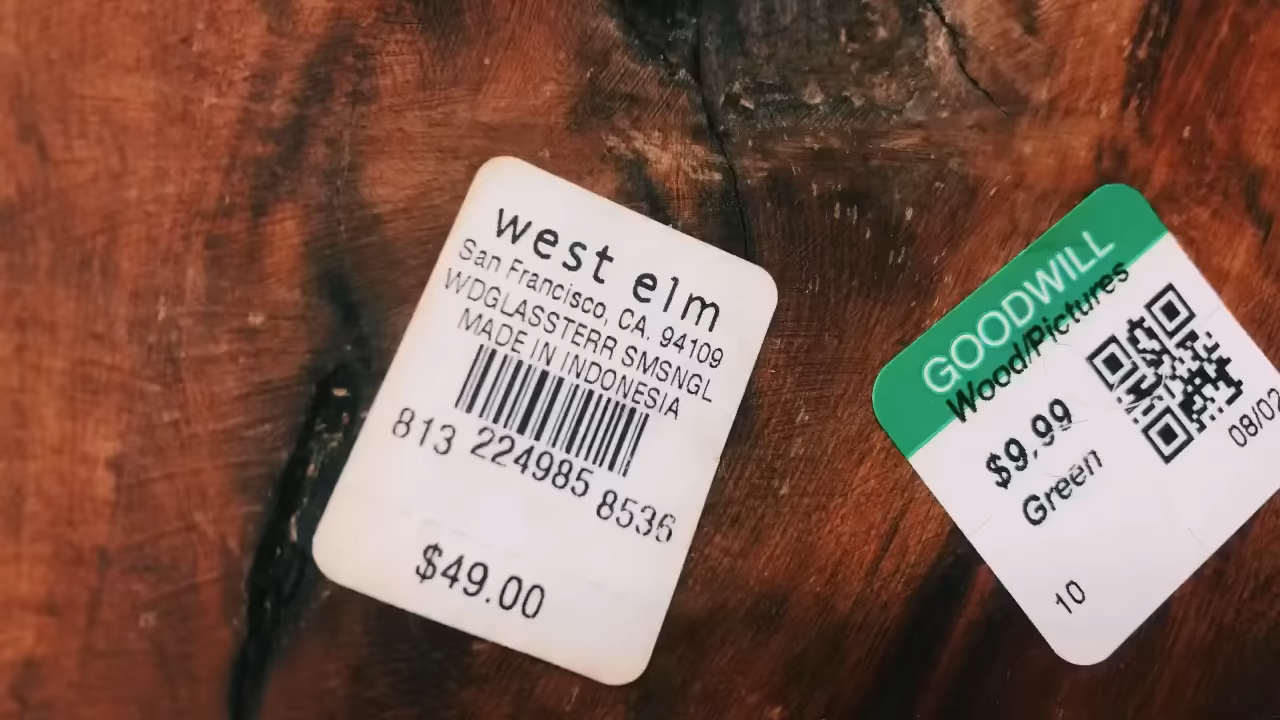 west elm
San Francisco, CA. 94109
WDGLASSTERR SMSNGL
MADE IN INDONESIA
813 224985 8536
$49.00
GOODWILL
Wood/Pictures
$9.99
Green
08/02
10